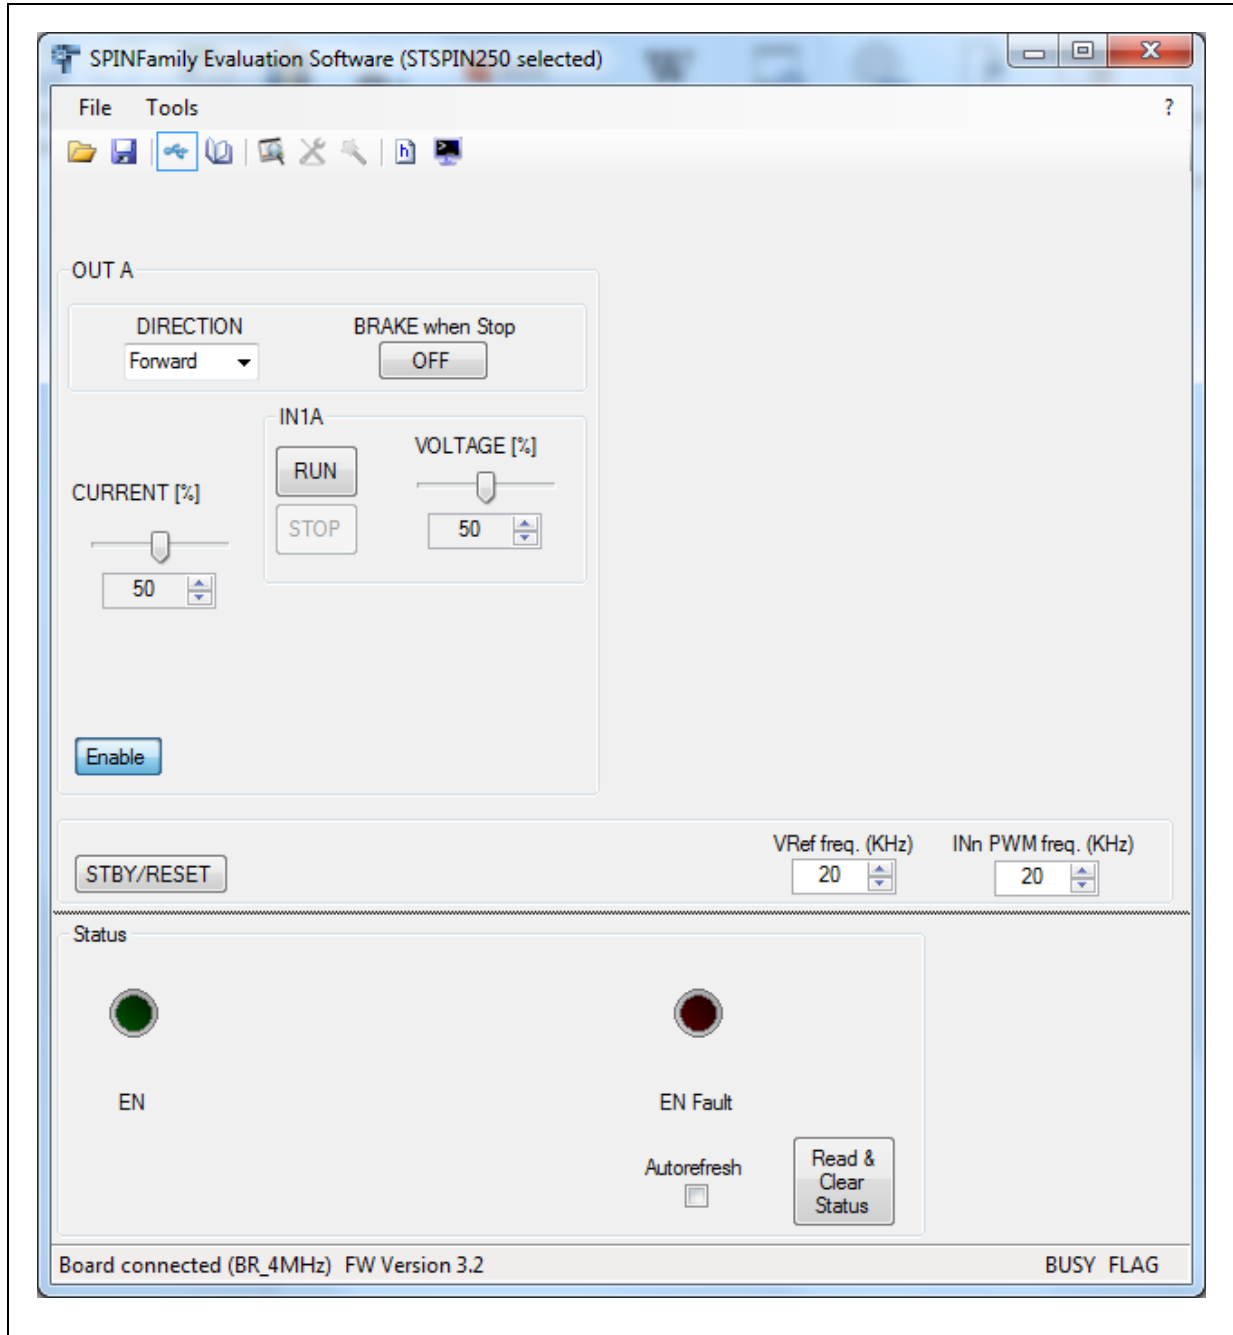 SPINFamily Evaluation Software (STSPIN250 selected)
File Tools ?
OUT A
DIRECTION BRAKE when Stop
Forward OFF
IN1A
VOLTAGE [%]
RUN
CURRENT [%]
STOP 50
50
Enable
VRef freq. (KHz) INn PWM freq. (KHz)
STBY/RESET 20 20
Status
EN EN Fault
Autorefresh
Read &
Clear
Status
Board connected (BR_4MHz) FW Version 3.2 BUSY FLAG